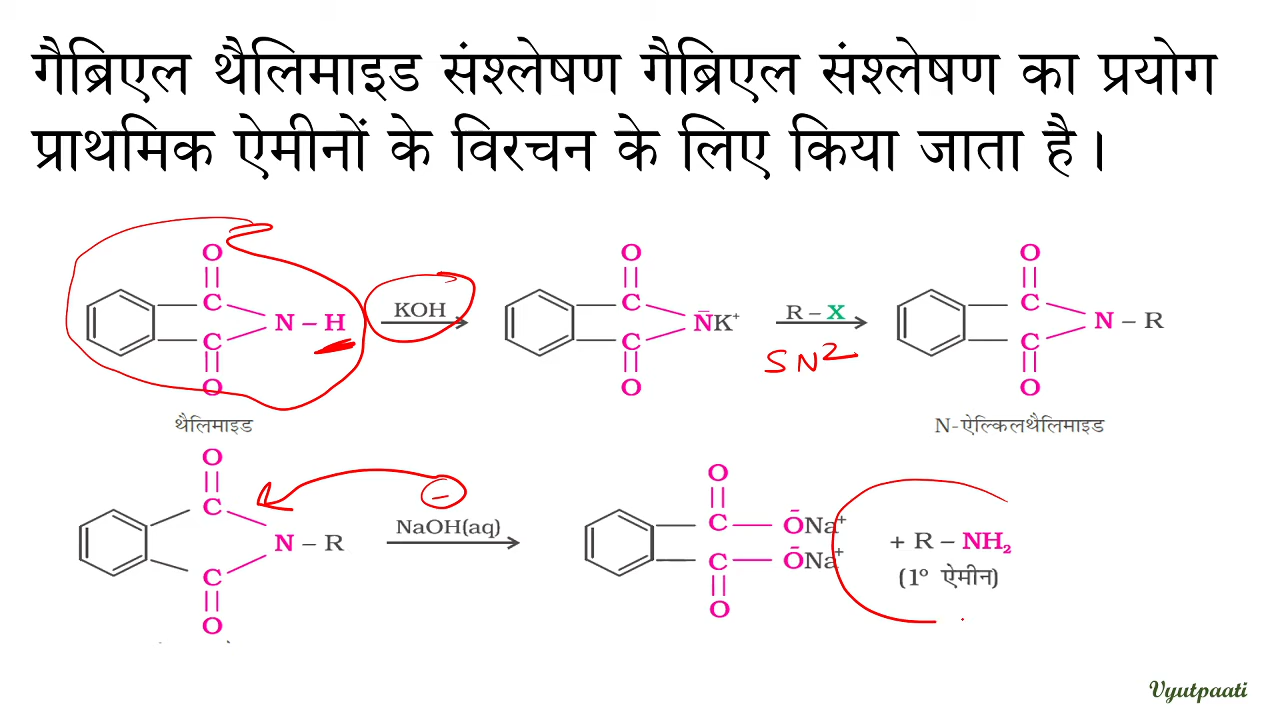 गैब्रिएल थैलिमाइड संश्लेषण गैब्रिएल संश्लेषण का प्रयोग
प्राथमिक ऐमीनों के विरचन के लिए किया जाता है।
O O O
C KOH C R – X C
N – H N̄K⁺ N – R
C C SN2 C
O O O
थैलिमाइड N-ऐल्किलथैलिमाइड
O O
C NaOH(aq) C ŌNa⁺
N – R + R – NH₂
C C ŌNa⁺ (1° ऐमीन)
O O
Vyutpaati